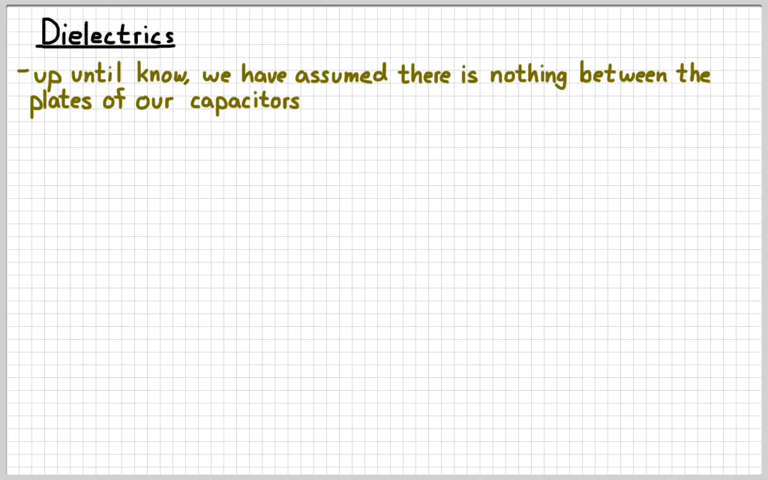 Dielectrics
- up until know, we have assumed there is nothing between the
plates of our capacitors